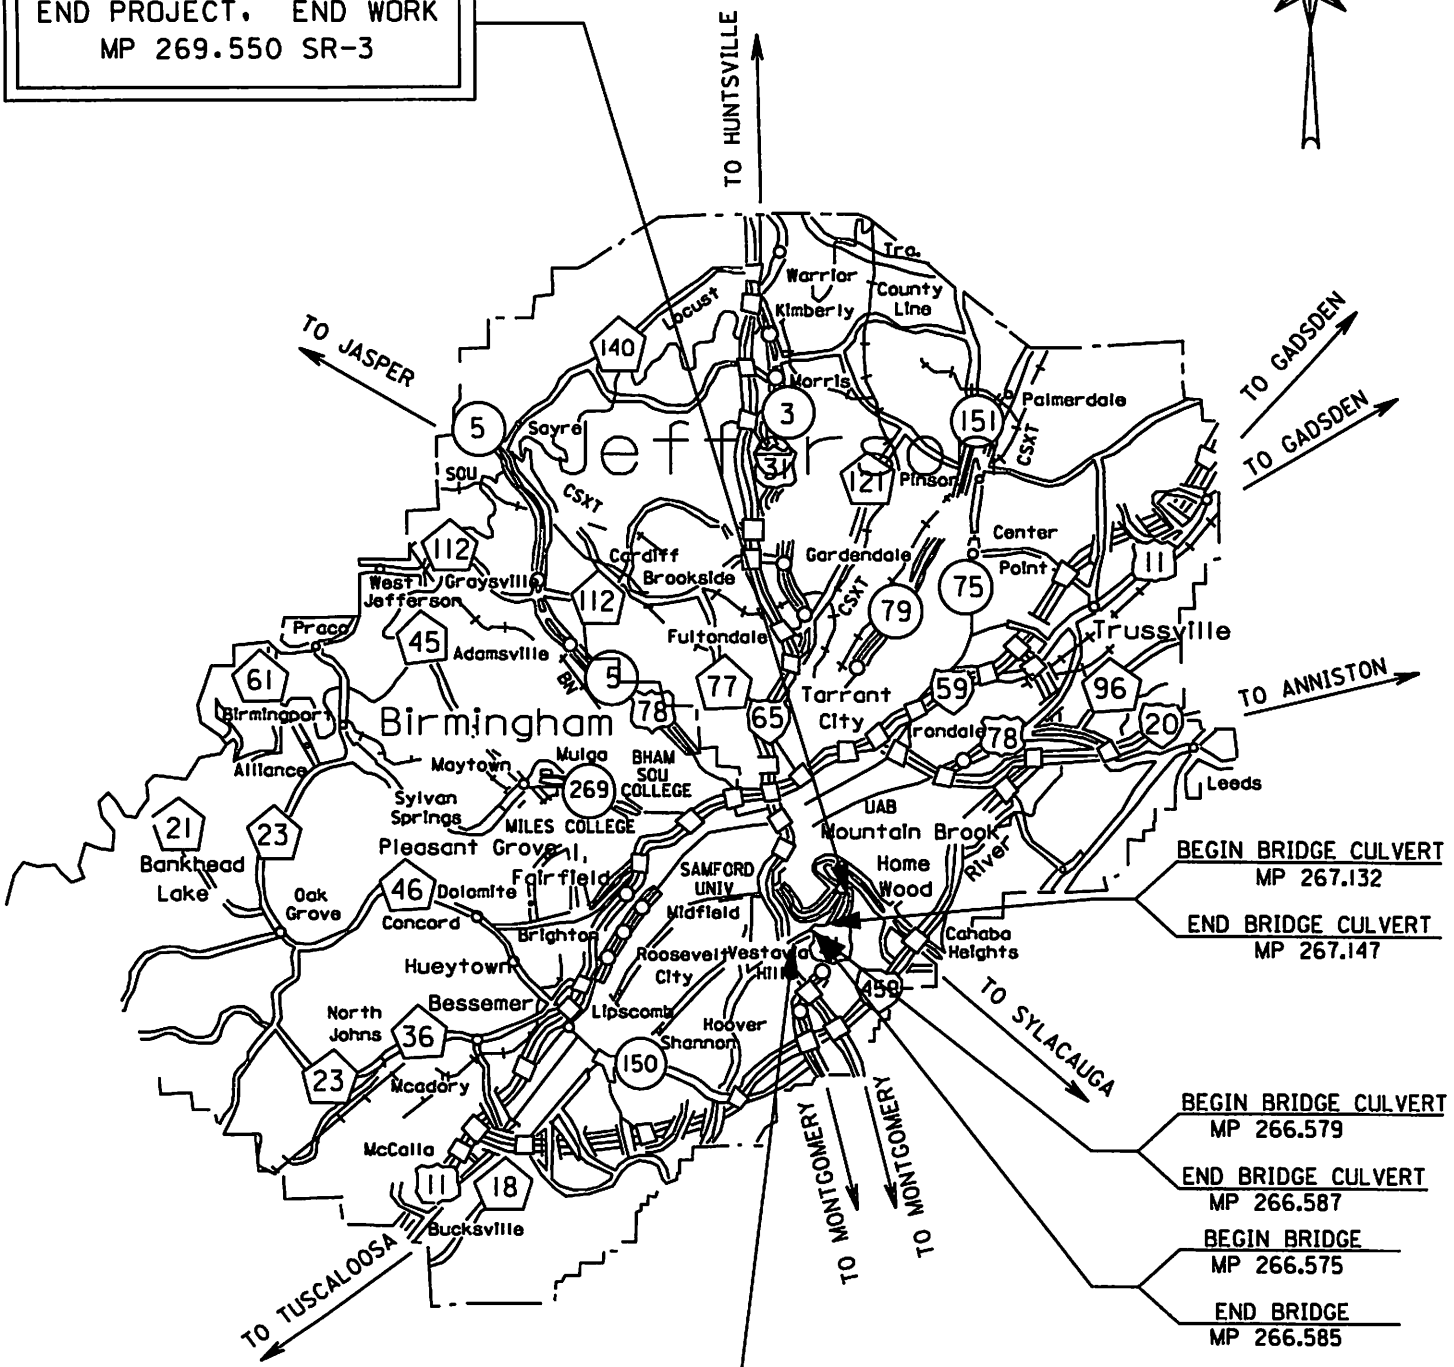 END PROJECT. END WORK
MP 269.550 SR-3
TO HUNTSVILLE
Tra.
Warrior
County
Line
Kimberly
Locust
TO JASPER
140
Morris
TO GADSDEN
TO GADSDEN
5
Sayre
3
151
Palmerdale
CSXT
Jefferso
31
SOU
CSXT
121
Pinson
Center
Point
112
Cardiff
Gardendale
11
West
Jefferson
Graysville
Brookside
CSXT
75
112
79
Praco
45
Adamsville
Fultondale
Trussville
61
BN
5
77
Tarrant
City
59
96
TO ANNISTON
Birmingport
Birmingham
78
65
Irondale
78
20
Alliance
Maytown
Mulga
BHAM
SOU
COLLEGE
Leeds
Sylvan
Springs
269
UAB
21
23
MILES COLLEGE
Mountain Brook
Pleasant Grove
River
BEGIN BRIDGE CULVERT
MP 267.132
Bankhead
Lake
Fairfield
SAMFORD
UNIV
Home
Wood
46
Dolomite
Oak
Grove
Concord
Midfield
END BRIDGE CULVERT
MP 267.147
Brighton
Cahaba
Heights
Hueytown
Roosevelt
City
Vestavia
Hill
459
Bessemer
North
Johns
Lipscomb
TO SYLACAUGA
36
Hoover
Shannon
23
150
Mcadory
TO MONTGOMERY
TO MONTGOMERY
BEGIN BRIDGE CULVERT
MP 266.579
McCalla
END BRIDGE CULVERT
MP 266.587
11
18
Bucksville
BEGIN BRIDGE
MP 266.575
TO TUSCALOOSA
END BRIDGE
MP 266.585